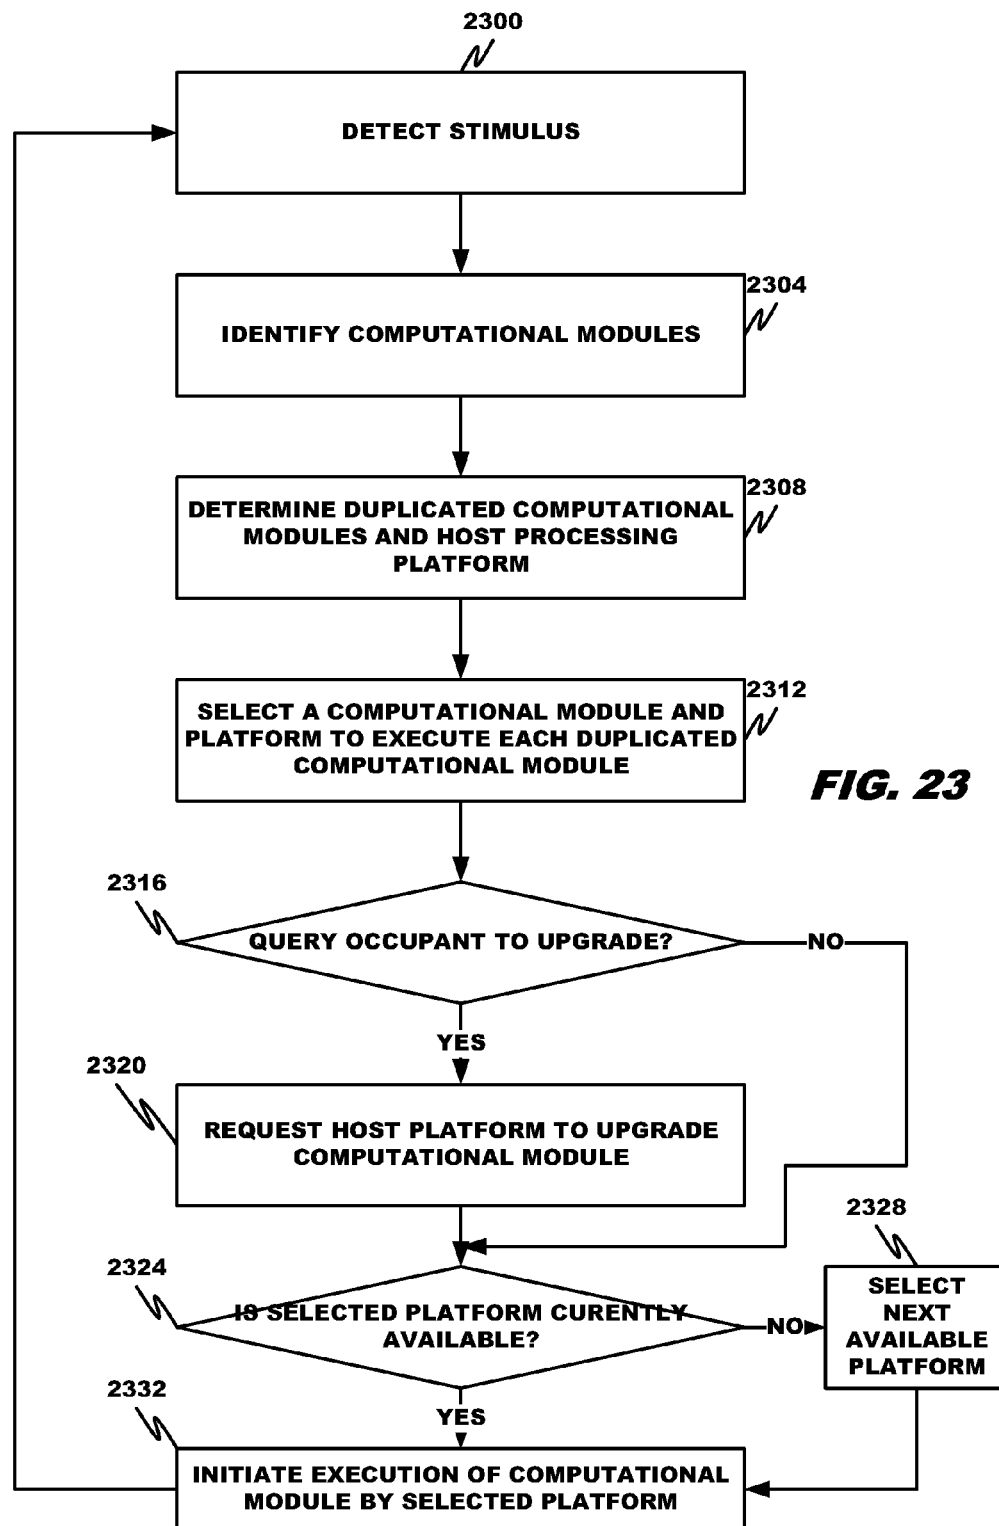 2300
DETECT STIMULUS
2304
IDENTIFY COMPUTATIONAL MODULES
2308
DETERMINE DUPLICATED COMPUTATIONAL
MODULES AND HOST PROCESSING
PLATFORM
2312
SELECT A COMPUTATIONAL MODULE AND
PLATFORM TO EXECUTE EACH DUPLICATED
COMPUTATIONAL MODULE
FIG. 23
2316
QUERY OCCUPANT TO UPGRADE?
NO
YES
2320
REQUEST HOST PLATFORM TO UPGRADE
COMPUTATIONAL MODULE
2324
IS SELECTED PLATFORM CURENTLY
AVAILABLE?
NO
2328
SELECT
NEXT
AVAILABLE
PLATFORM
YES
2332
INITIATE EXECUTION OF COMPUTATIONAL
MODULE BY SELECTED PLATFORM